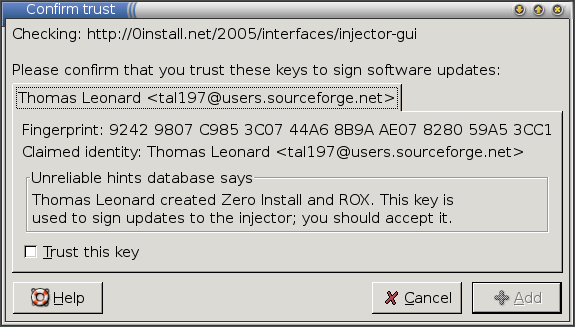 Confirm trust
Checking: http://0install.net/2005/interfaces/injector-gui
Please confirm that you trust these keys to sign software updates:
Thomas Leonard <tal197@users.sourceforge.net>
Fingerprint: 9242 9807 C985 3C07 44A6 8B9A AE07 8280 59A5 3CC1
Claimed identity: Thomas Leonard <tal197@users.sourceforge.net>
Unreliable hints database says
Thomas Leonard created Zero Install and ROX. This key is
used to sign updates to the injector; you should accept it.
Trust this key
Help
Cancel
Add